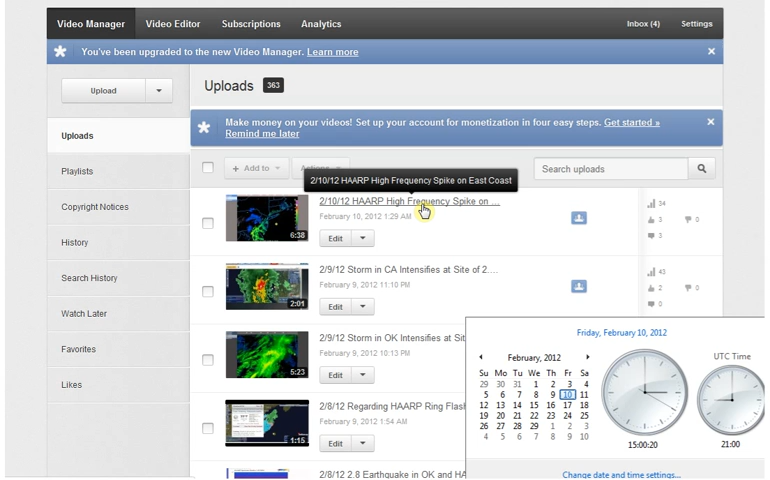 Video Manager Video Editor Subscriptions Analytics Inbox (4) Settings
You've been upgraded to the new Video Manager. Learn more
Upload
Uploads 363
Make money on your videos! Set up your account for monetization in four easy steps. Get started »
Remind me later
Uploads
Playlists
Copyright Notices
History
Search History
Watch Later
Favorites
Likes
+ Add to
Search uploads
2/10/12 HAARP High Frequency Spike on East Coast
2/10/12 HAARP High Frequency Spike on ...
February 10, 2012 1:29 AM
Edit
6:38
34
3 0
3
2/9/12 Storm in CA Intensifies at Site of 2....
February 9, 2012 11:10 PM
Edit
2:01
43
2 0
0
2/9/12 Storm in OK Intensifies at Sit
February 9, 2012 10:13 PM
Edit
5:23
2/8/12 Regarding HAARP Ring Flash
February 9, 2012 1:54 AM
Edit
1:15
2/8/12 2.8 Earthquake in OK and HA
Friday, February 10, 2012
February, 2012
Su Mo Tu We Th Fr Sa
29 30 31 1 2 3 4
5 6 7 8 9 10 11
12 13 14 15 16 17 18
19 20 21 22 23 24 25
26 27 28 29 1 2 3
4 5 6 7 8 9 10
15:00:20
UTC Time
21:00
Change date and time settings...